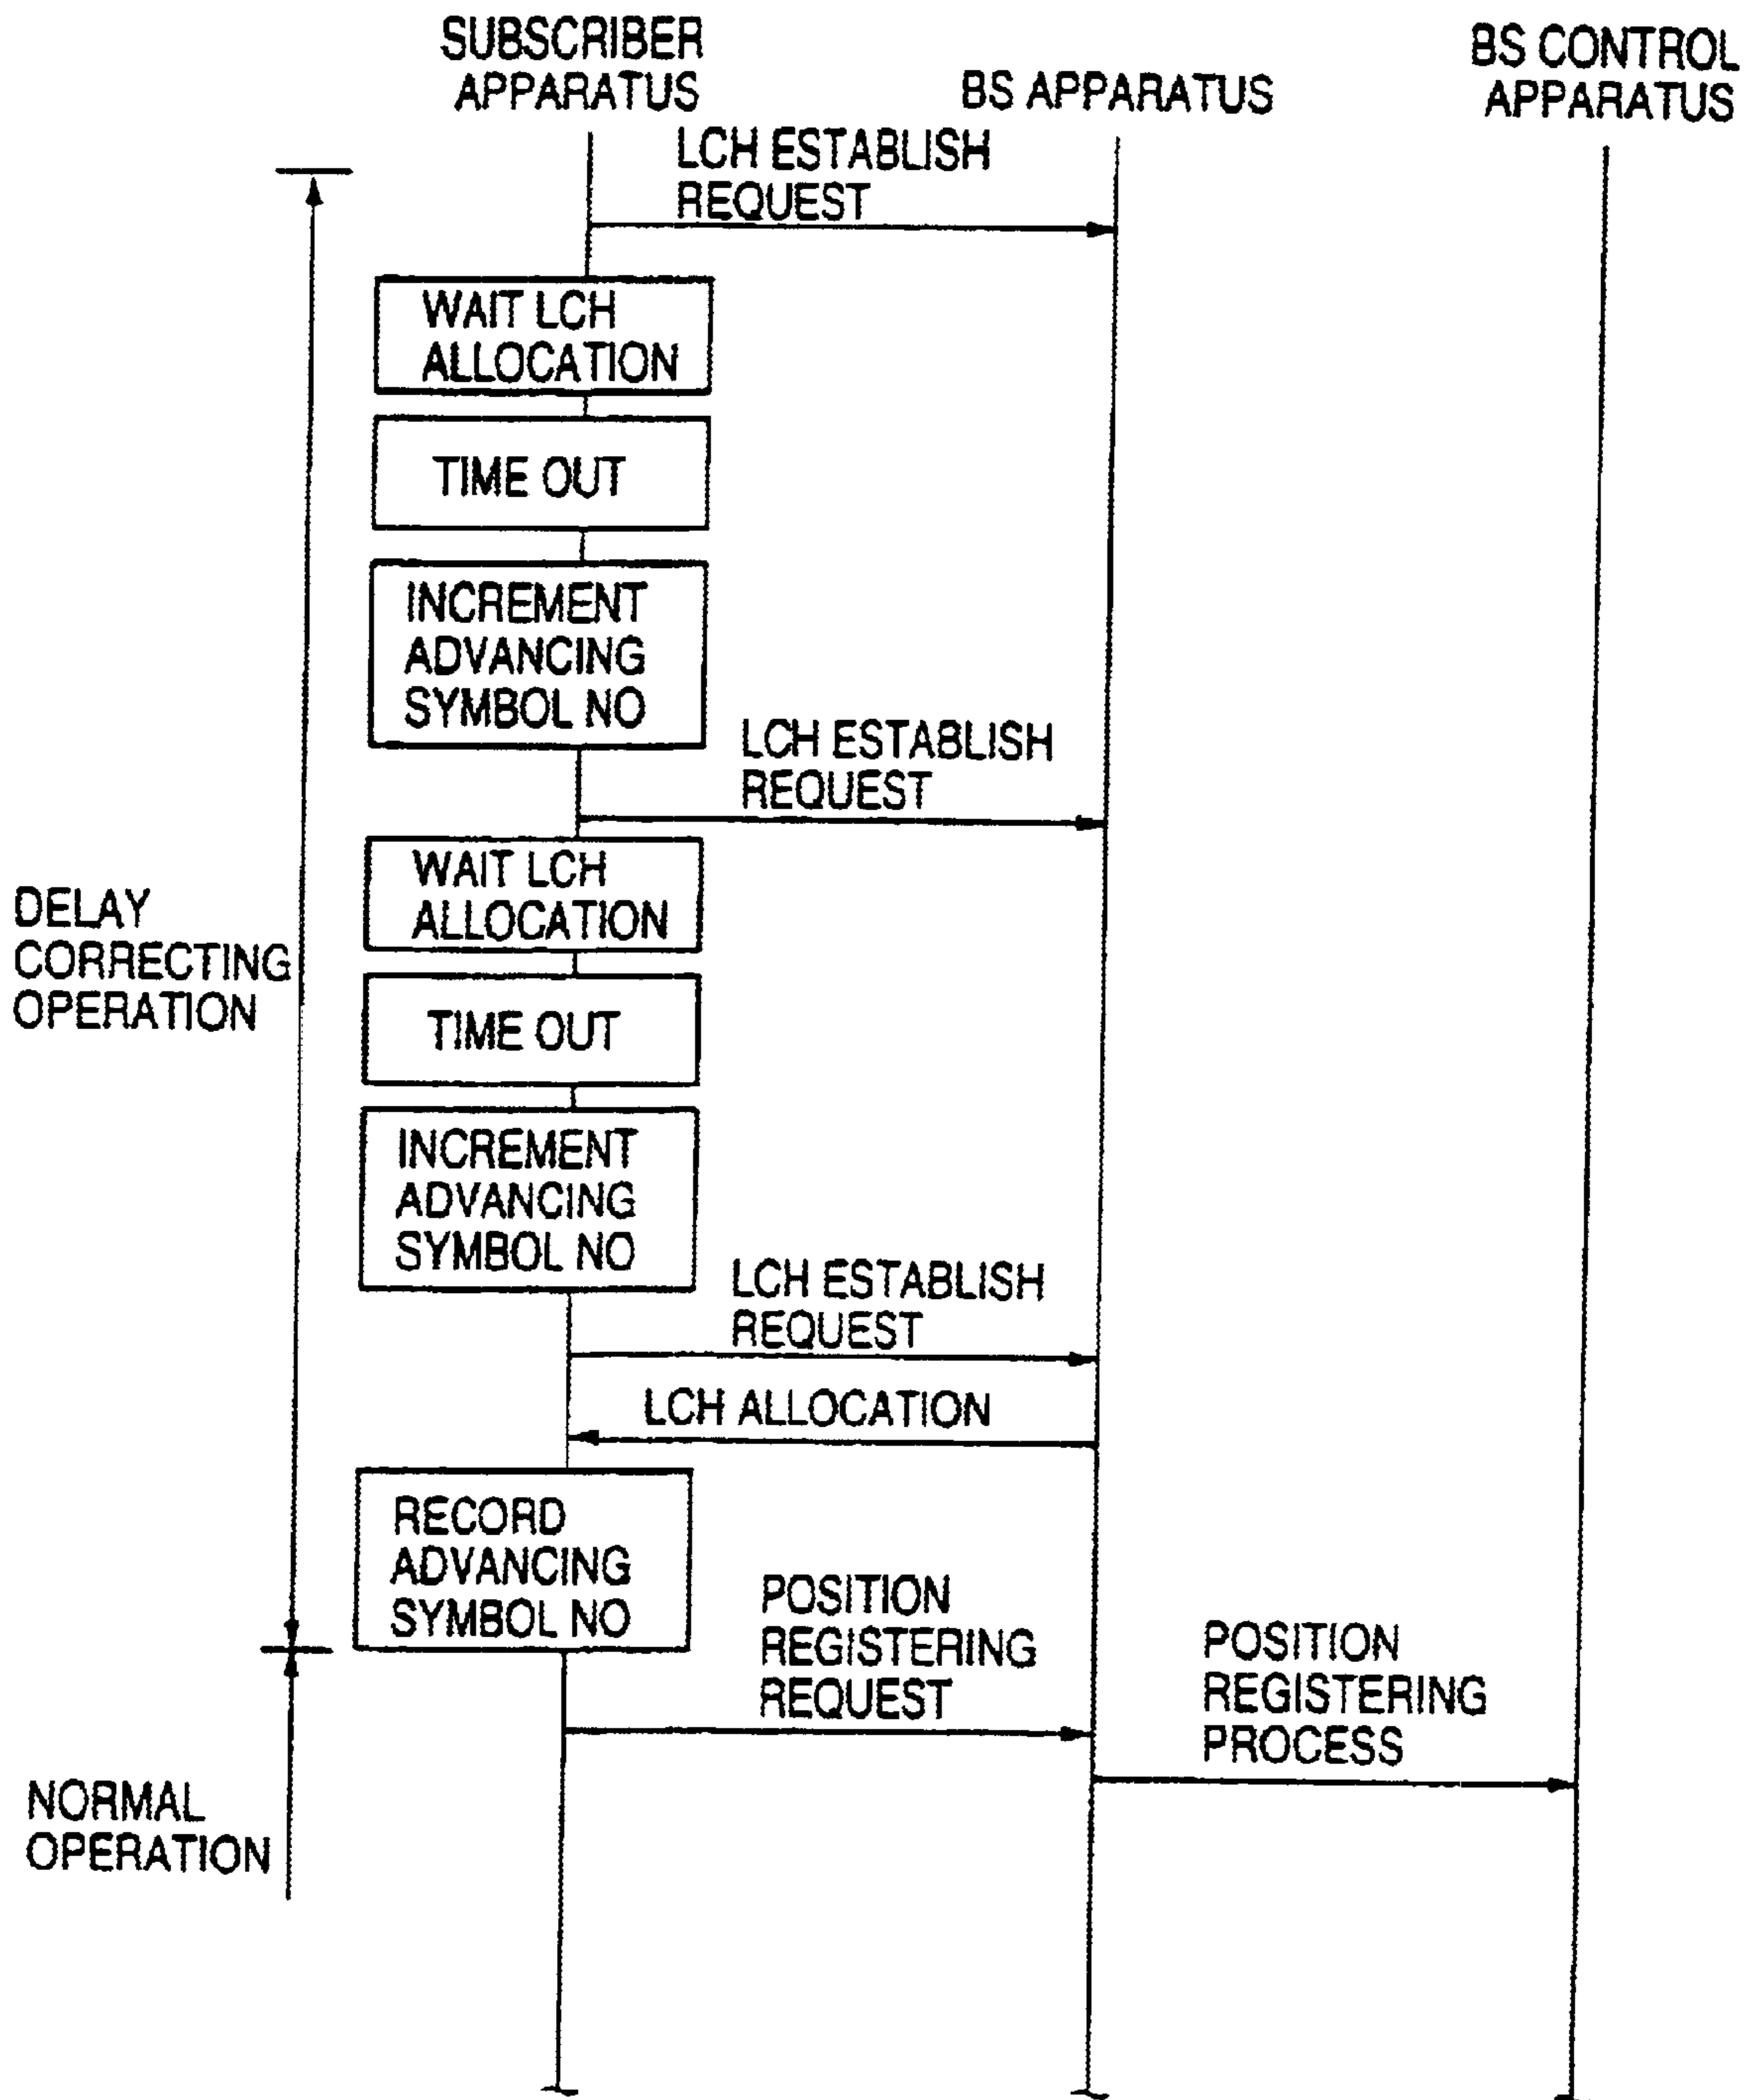 SUBSCRIBER
APPARATUS
BS APPARATUS
BS CONTROL
APPARATUS
LCH ESTABLISH
REQUEST
WAIT LCH
ALLOCATION
TIME OUT
INCREMENT
ADVANCING
SYMBOL NO
LCH ESTABLISH
REQUEST
WAIT LCH
ALLOCATION
DELAY
CORRECTING
OPERATION
TIME OUT
INCREMENT
ADVANCING
SYMBOL NO
LCH ESTABLISH
REQUEST
LCH ALLOCATION
RECORD
ADVANCING
SYMBOL NO
POSITION
REGISTERING
REQUEST
POSITION
REGISTERING
PROCESS
NORMAL
OPERATION